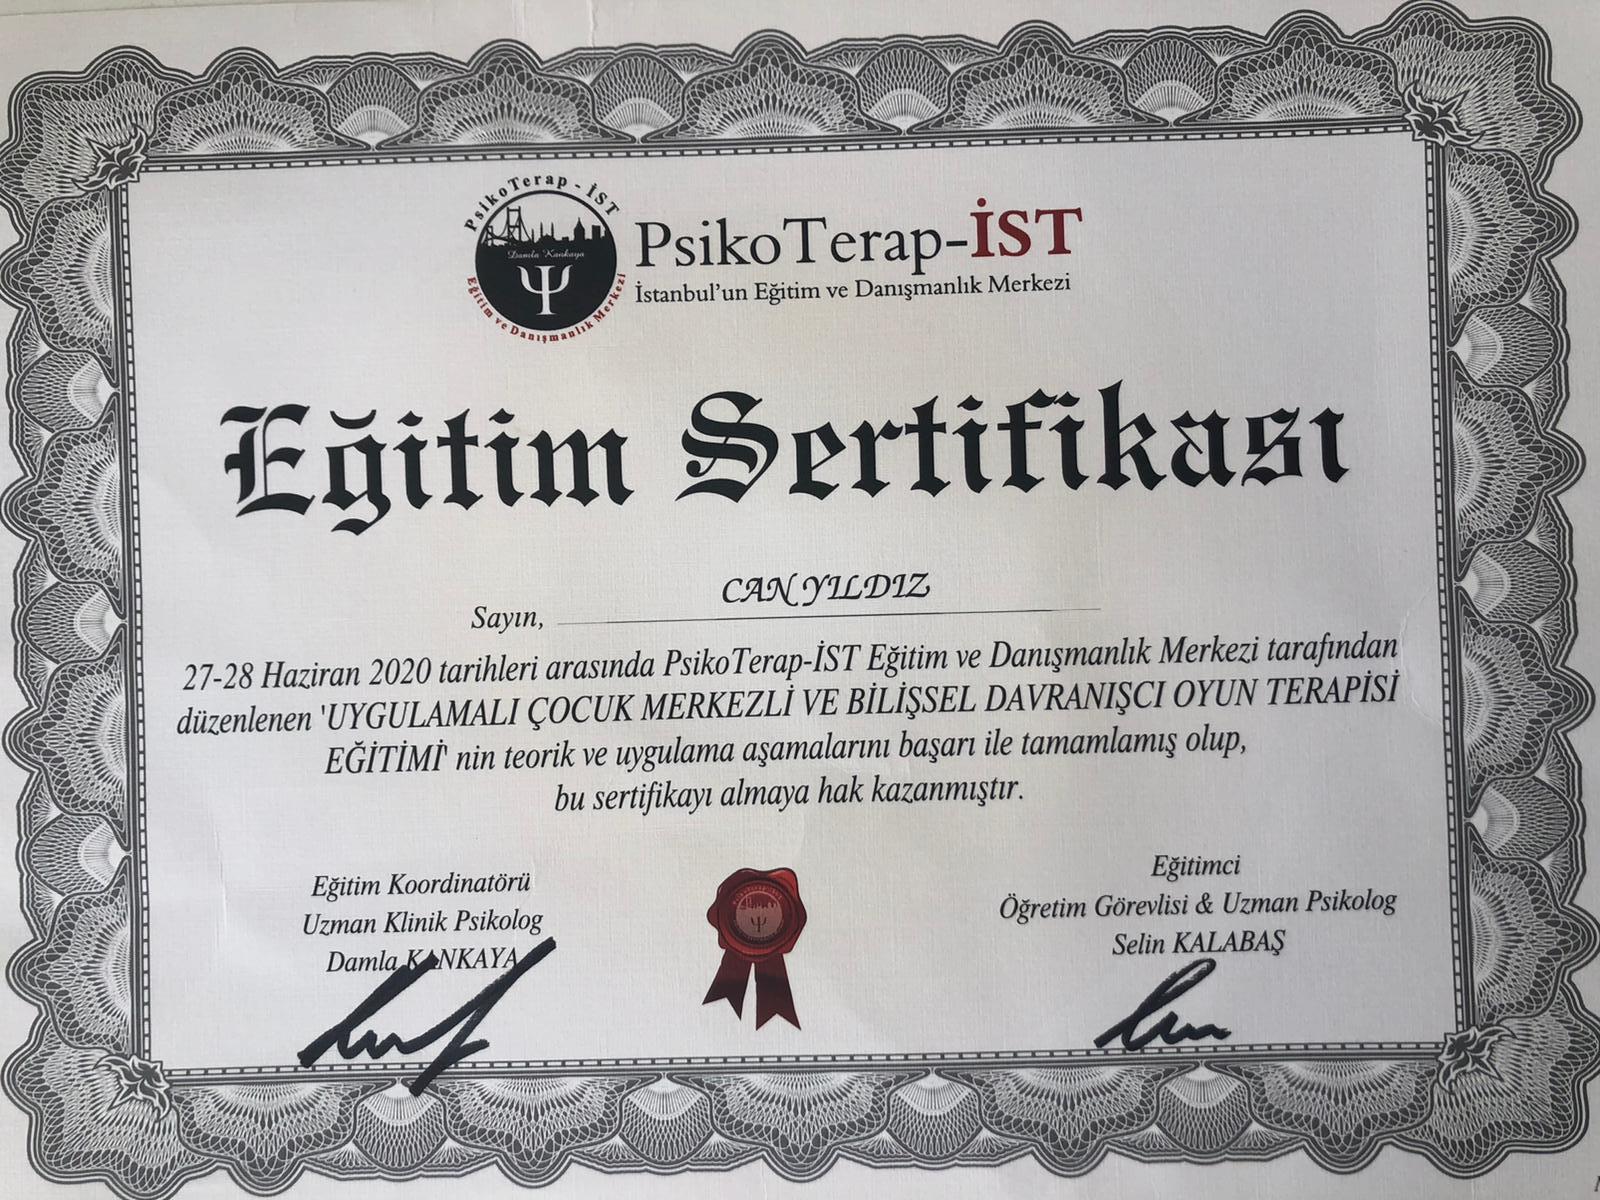 PsikoTerap - İST
Damla Kankaya
Eğitim ve Danışmanlık Merkezi
PsikoTerap-İST
İstanbul'un Eğitim ve Danışmanlık Merkezi
Eğitim Sertifikası
CAN YILDIZ
Sayın,
27-28 Haziran 2020 tarihleri arasında PsikoTerap-İST Eğitim ve Danışmanlık Merkezi tarafından
düzenlenen 'UYGULAMALI ÇOCUK MERKEZLİ VE BİLİŞSEL DAVRANIŞCI OYUN TERAPİSİ
EĞİTİMİ' nin teorik ve uygulama aşamalarını başarı ile tamamlamış olup,
bu sertifikayı almaya hak kazanmıştır.
Eğitim Koordinatörü
Uzman Klinik Psikolog
Damla KANKAYA
Eğitimci
Öğretim Görevlisi & Uzman Psikolog
Selin KALABAŞ